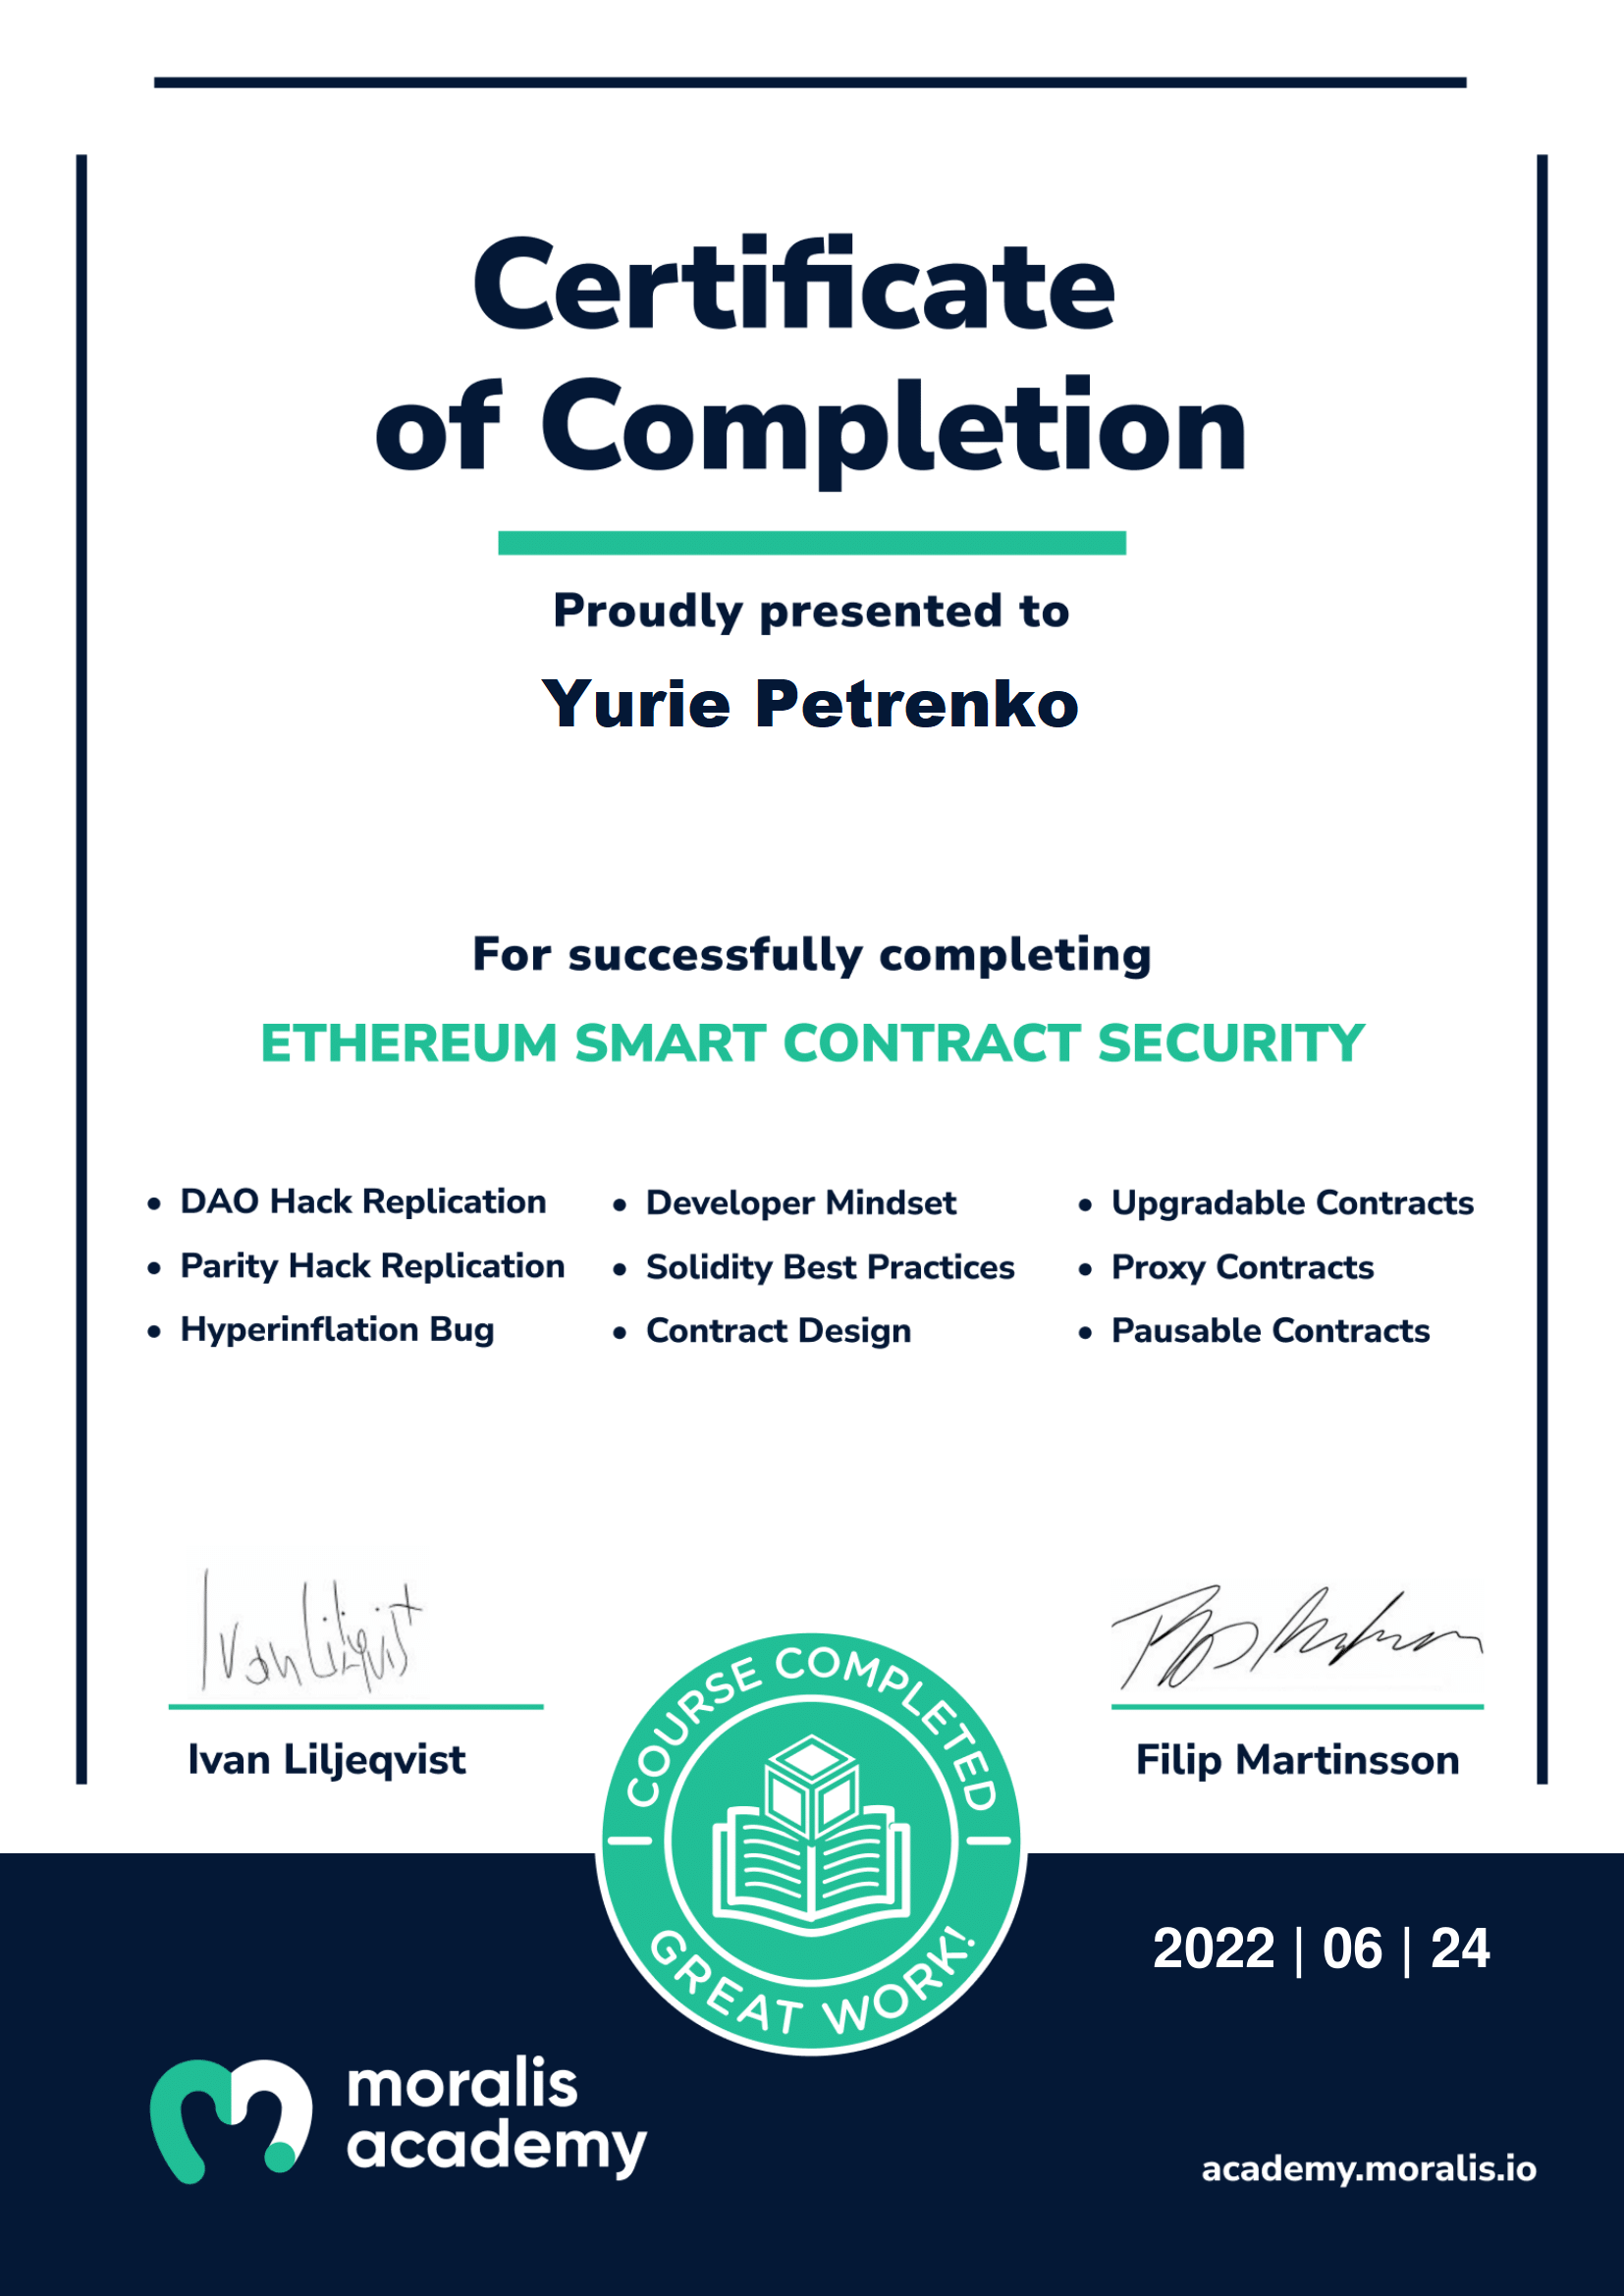 Certificate
of Completion
Proudly presented to
Yurie Petrenko
For successfully completing
ETHEREUM SMART CONTRACT SECURITY
• DAO Hack Replication
• Parity Hack Replication
• Hyperinflation Bug
• Developer Mindset
• Solidity Best Practices
• Contract Design
• Upgradable Contracts
• Proxy Contracts
• Pausable Contracts
Ivan Liljeqvist
Ivan Liljeqvist
Filip Martinsson
COURSE COMPLETED
GREAT WORK!
2022 | 06 | 24
moralis
academy
academy.moralis.io